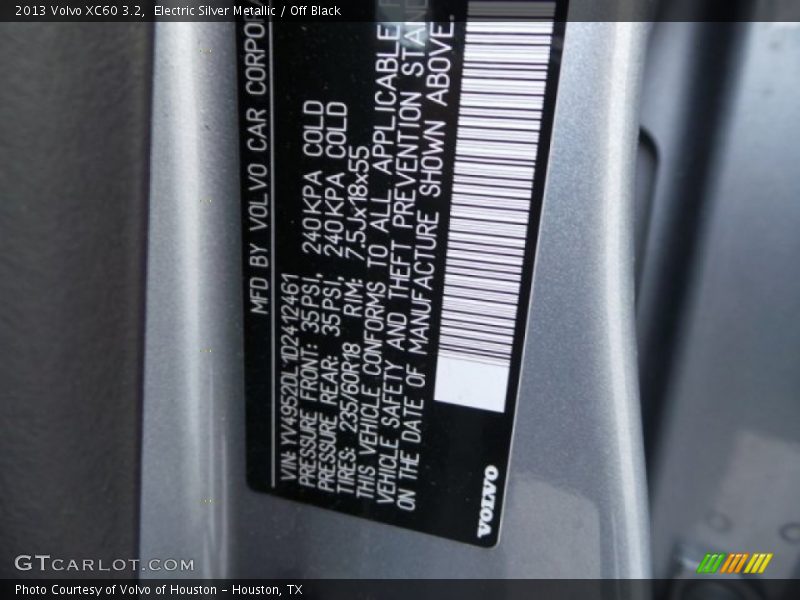 2013 Volvo XC60 3.2, Electric Silver Metallic / Off Black
MFD BY VOLVO CAR
VIN: YV4952DL1D2412461
PRESSURE FRONT: 35PSI, 240KPA COLD
PRESSURE REAR: 35PSI, 240KPA COLD
TIRES: 235/60R18 RIM: 7.5Jx18x55
THIS VEHICLE CONFORMS TO ALL APPLICABLE
VEHICLE SAFETY AND THEFT PREVENTION
ON THE DATE OF MANUFACTURE SHOWN ABOVE.
VOLVO
GTCARLOT.COM
Photo Courtesy of Volvo of Houston – Houston, TX